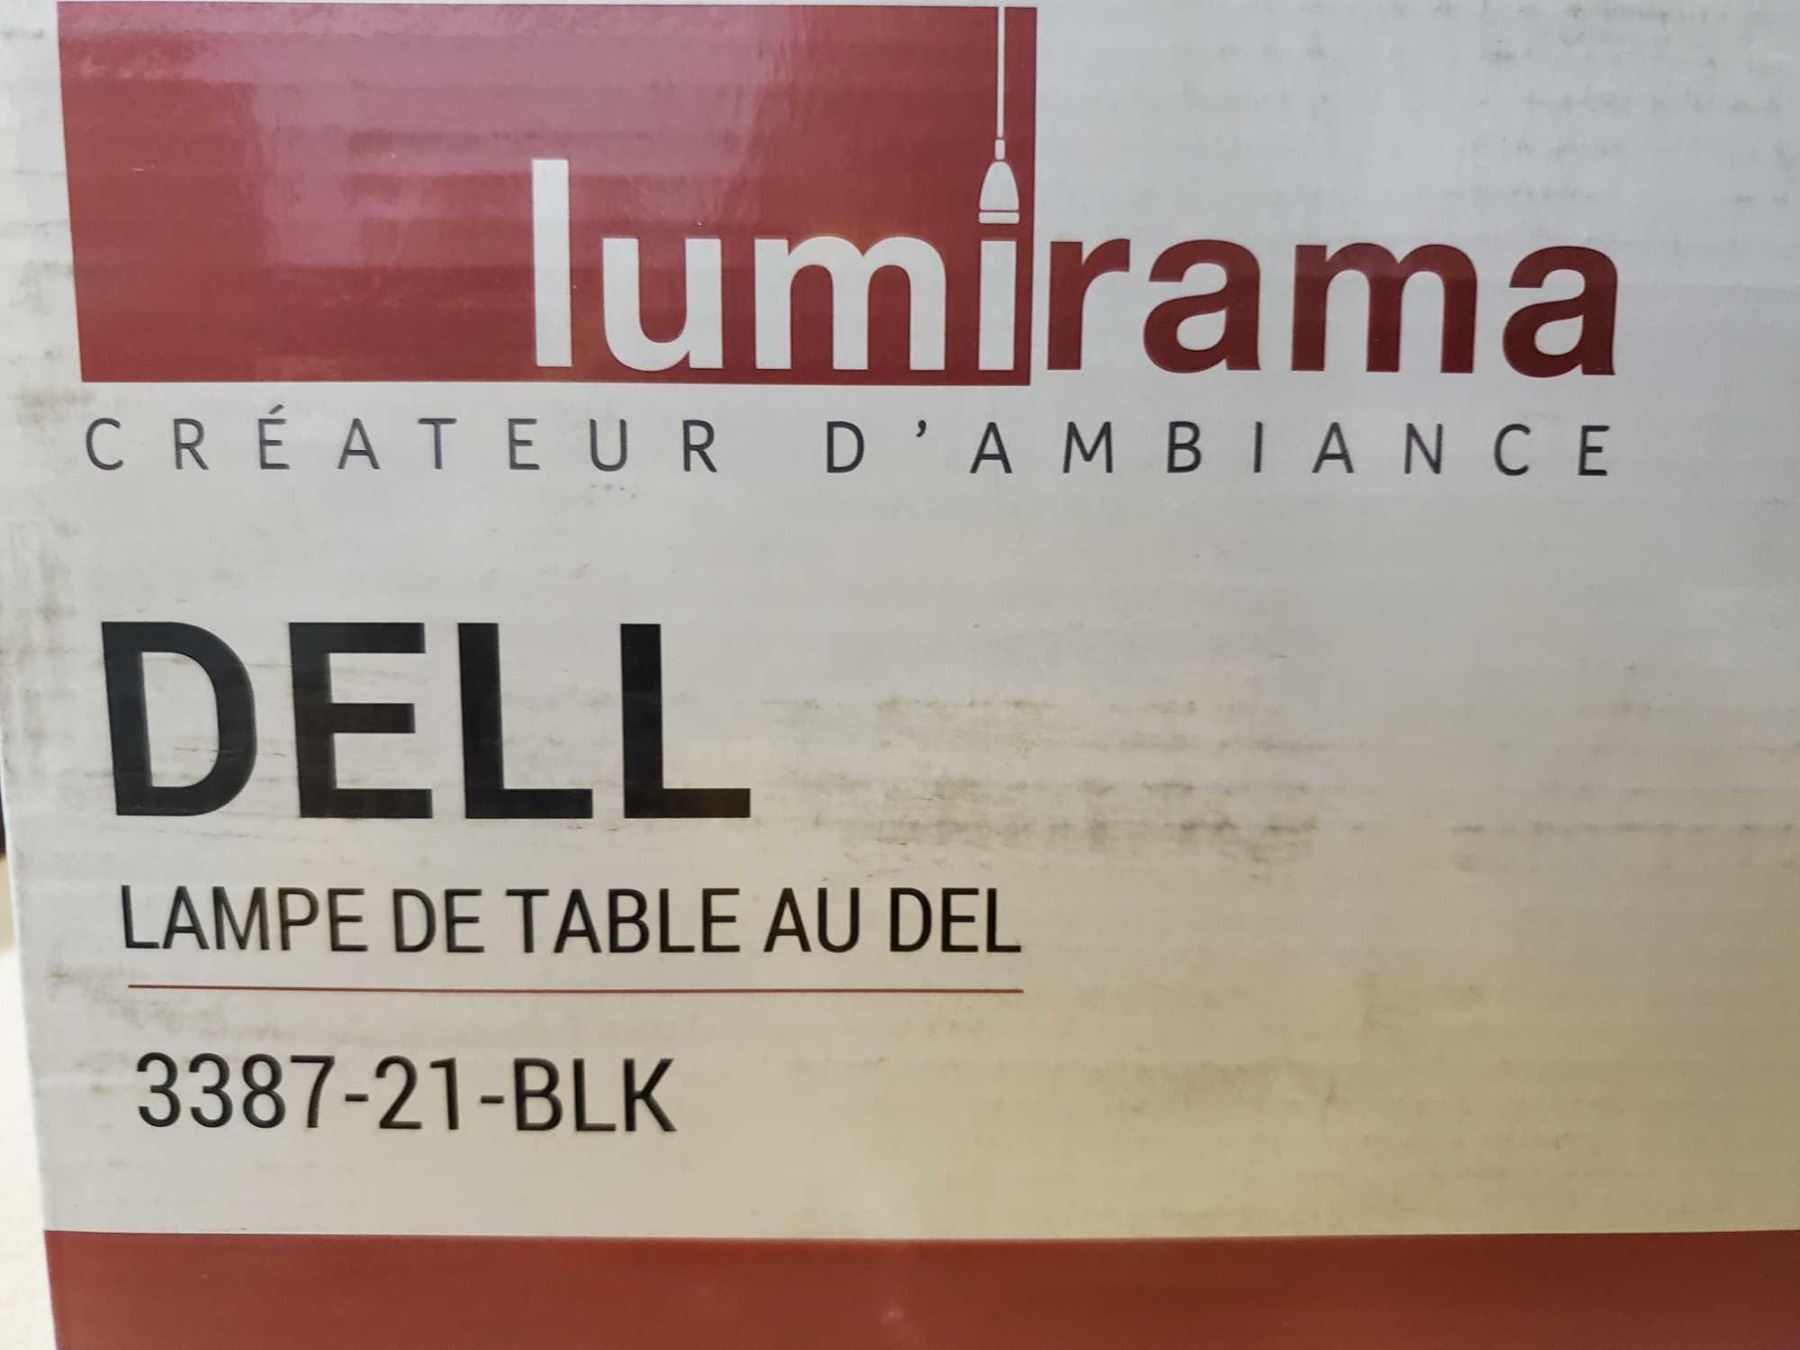 lumirama
CRÉATEUR D'AMBIANCE
DELL
LAMPE DE TABLE AU DEL
3387-21-BLK